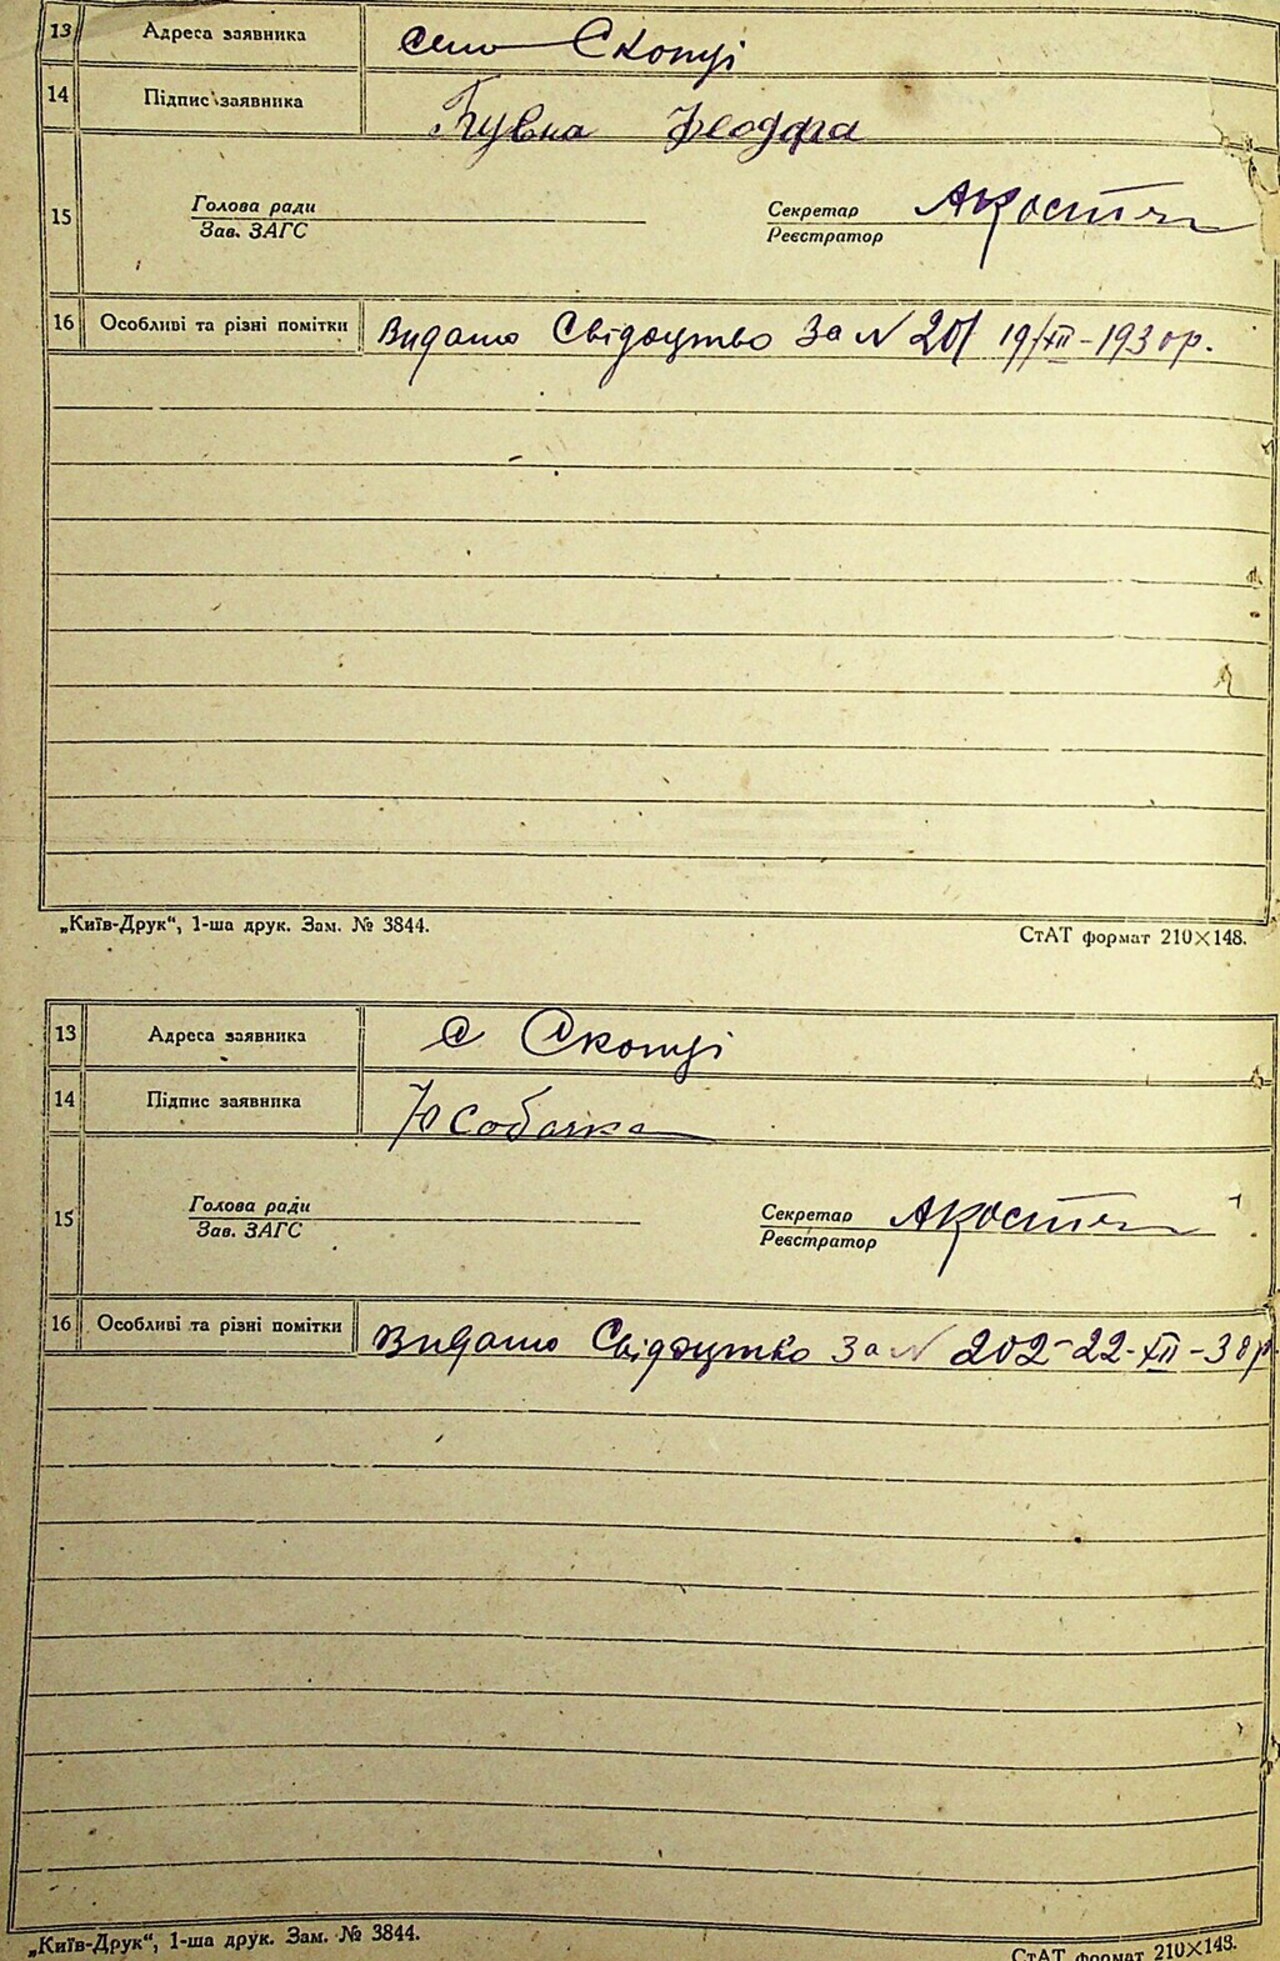 13 Адреса заявника село Скопці
14 Підпис заявника Бувка Феодфа
15 Голова ради Секретар АКости
Зав. ЗАГС Реєстратор
16 Особливі та різні помітки Видано Свідоцтво За N 201 19/XII-1930р.
„Київ-Друк“, 1-ша друк. Зам. № 3844.
СтАТ формат 210×148.
13 Адреса заявника с Скопці
14 Підпис заявника Ю Собачка
15 Голова ради Секретар АКости
Зав. ЗАГС Реєстратор
16 Особливі та різні помітки Видано Свідоцтво За N 202-22-XII-30р
„Київ-Друк“, 1-ша друк. Зам. № 3844.
СтАТ формат 210×148.